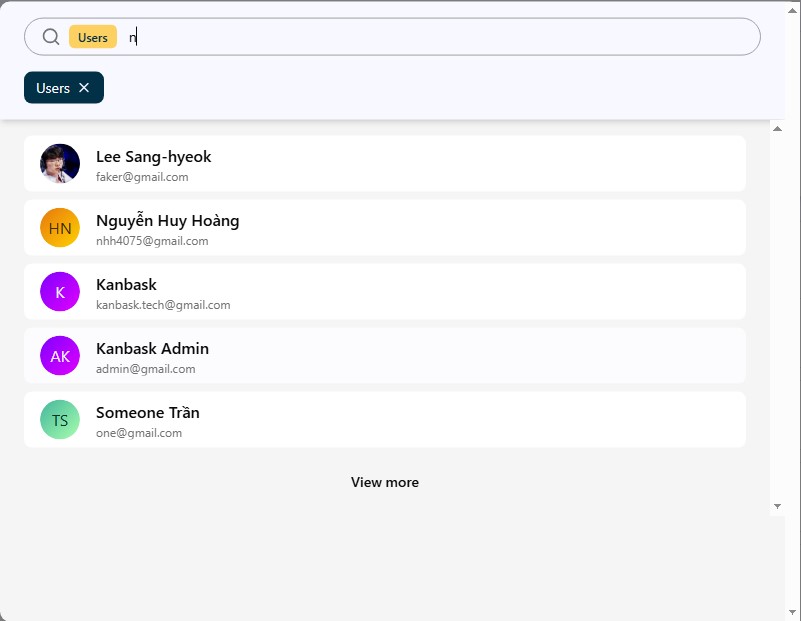 Users n
Users
Lee Sang-hyeok
faker@gmail.com
HN
Nguyễn Huy Hoàng
nhh4075@gmail.com
K
Kanbask
kanbask.tech@gmail.com
AK
Kanbask Admin
admin@gmail.com
TS
Someone Trần
one@gmail.com
View more